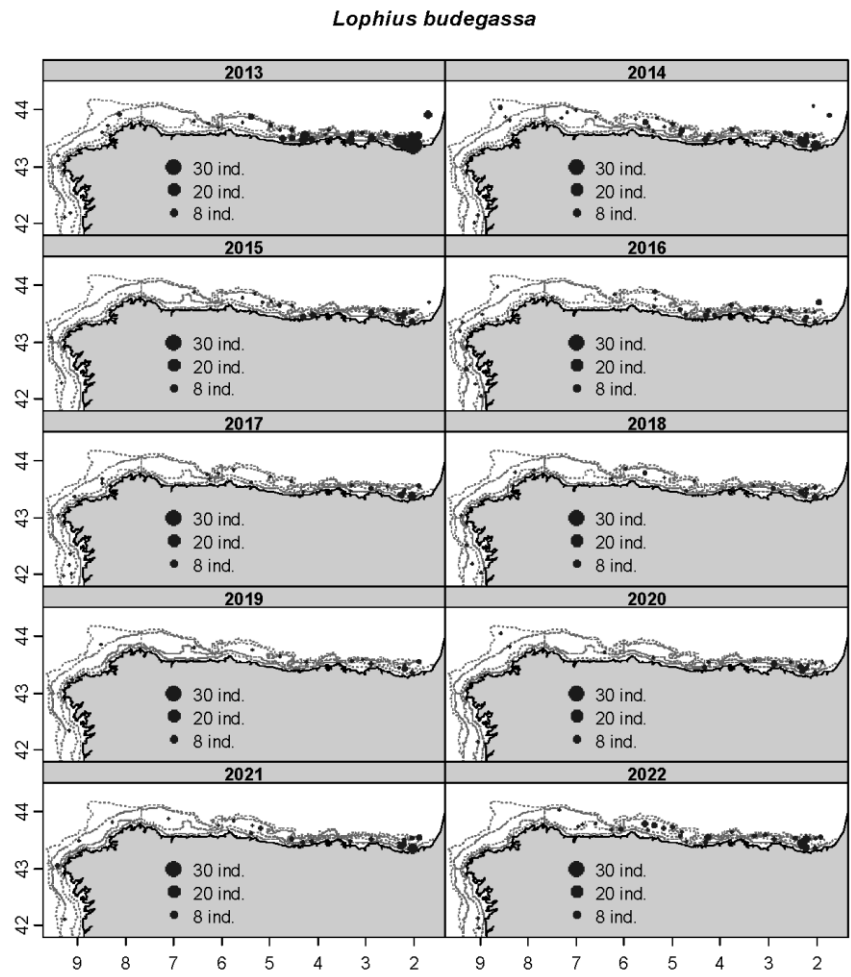 Lophius budegassa
2013 2014
44
43
42
30 ind. 30 ind.
20 ind. 20 ind.
8 ind. 8 ind.
2015 2016
44
43
42
30 ind. 30 ind.
20 ind. 20 ind.
8 ind. 8 ind.
2017 2018
44
43
42
30 ind. 30 ind.
20 ind. 20 ind.
8 ind. 8 ind.
2019 2020
44
43
42
30 ind. 30 ind.
20 ind. 20 ind.
8 ind. 8 ind.
2021 2022
44
43
42
30 ind. 30 ind.
20 ind. 20 ind.
8 ind. 8 ind.
9 8 7 6 5 4 3 2 9 8 7 6 5 4 3 2